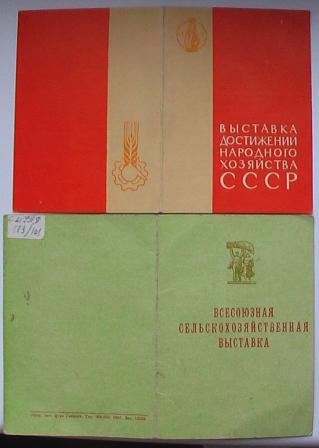 ВЫСТАВКА
ДОСТИЖЕНИЙ
НАРОДНОГО
ХОЗЯЙСТВА
СССР
ВСЕСОЮЗНАЯ
СЕЛЬСКОХОЗЯЙСТВЕННАЯ
ВЫСТАВКА